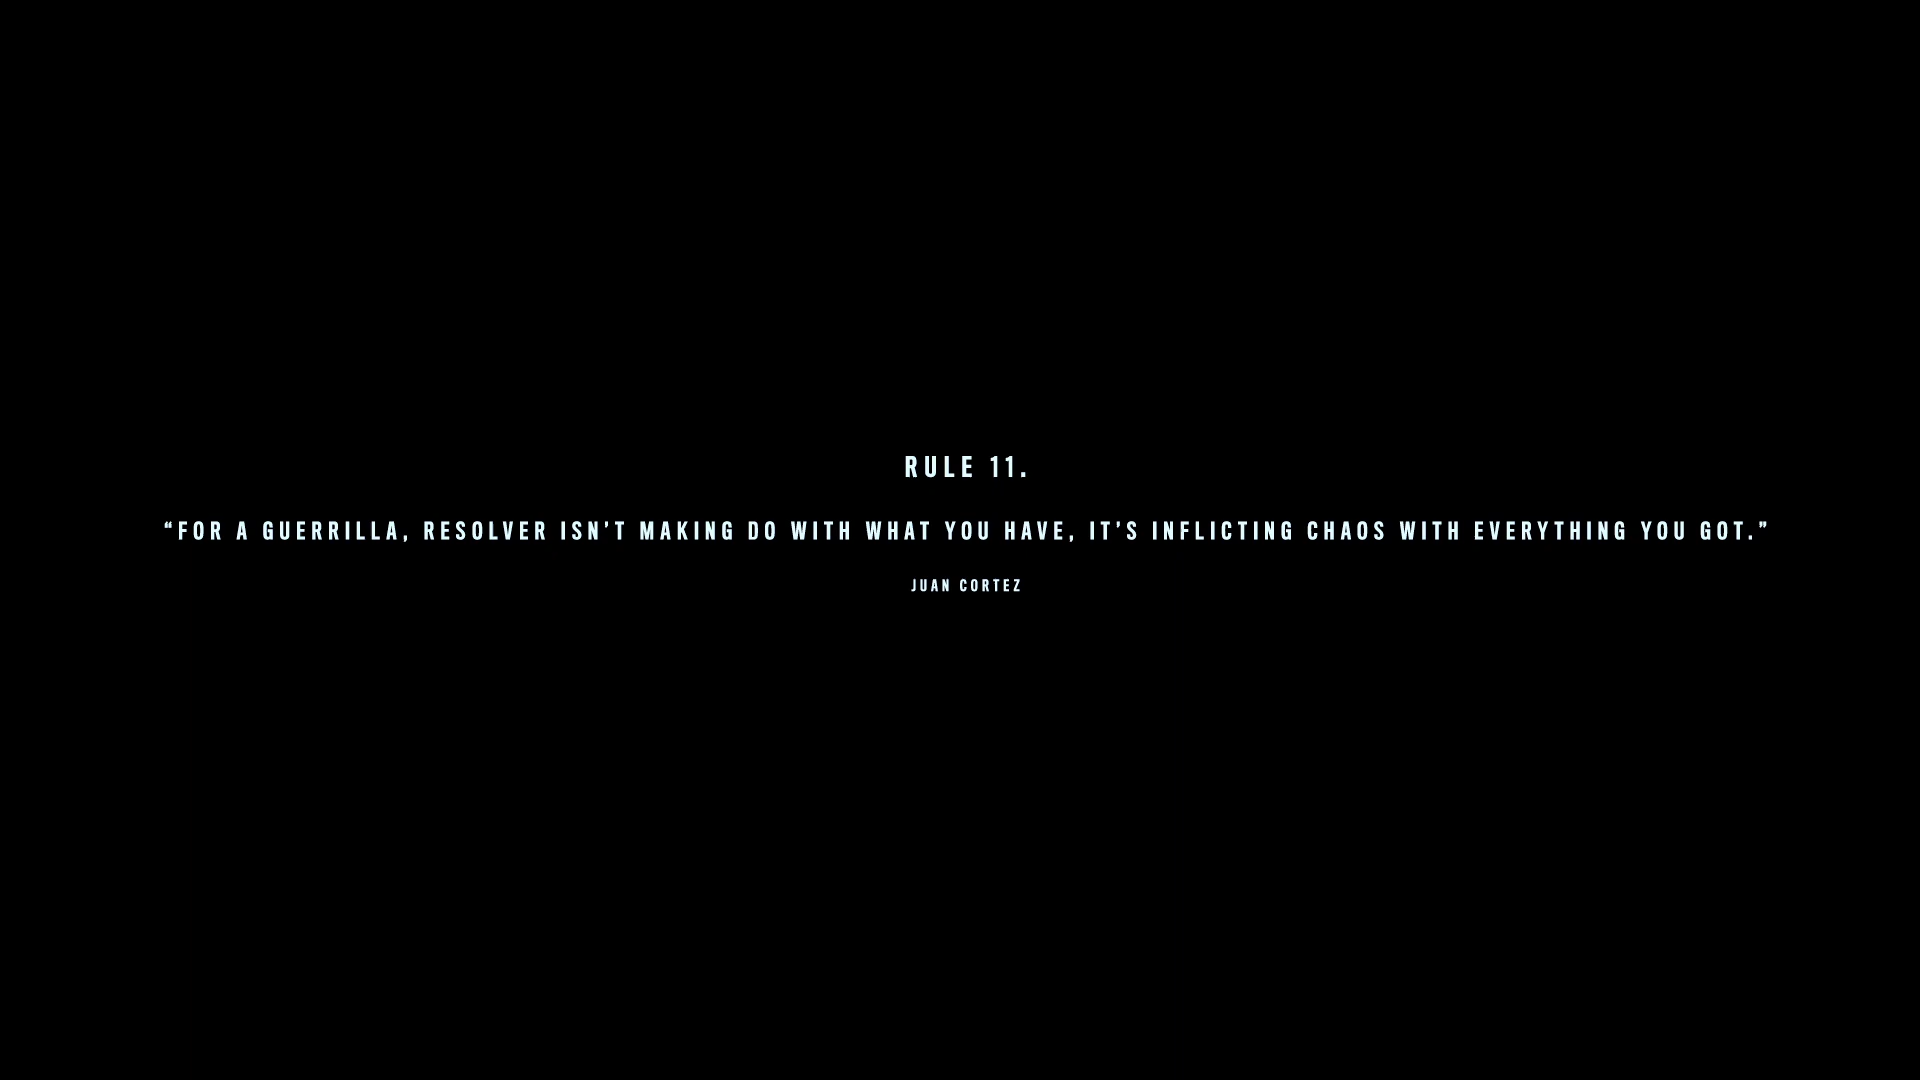 RULE 11.
“FOR A GUERRILLA, RESOLVER ISN’T MAKING DO WITH WHAT YOU HAVE, IT’S INFLICTING CHAOS WITH EVERYTHING YOU GOT.”
JUAN CORTEZ